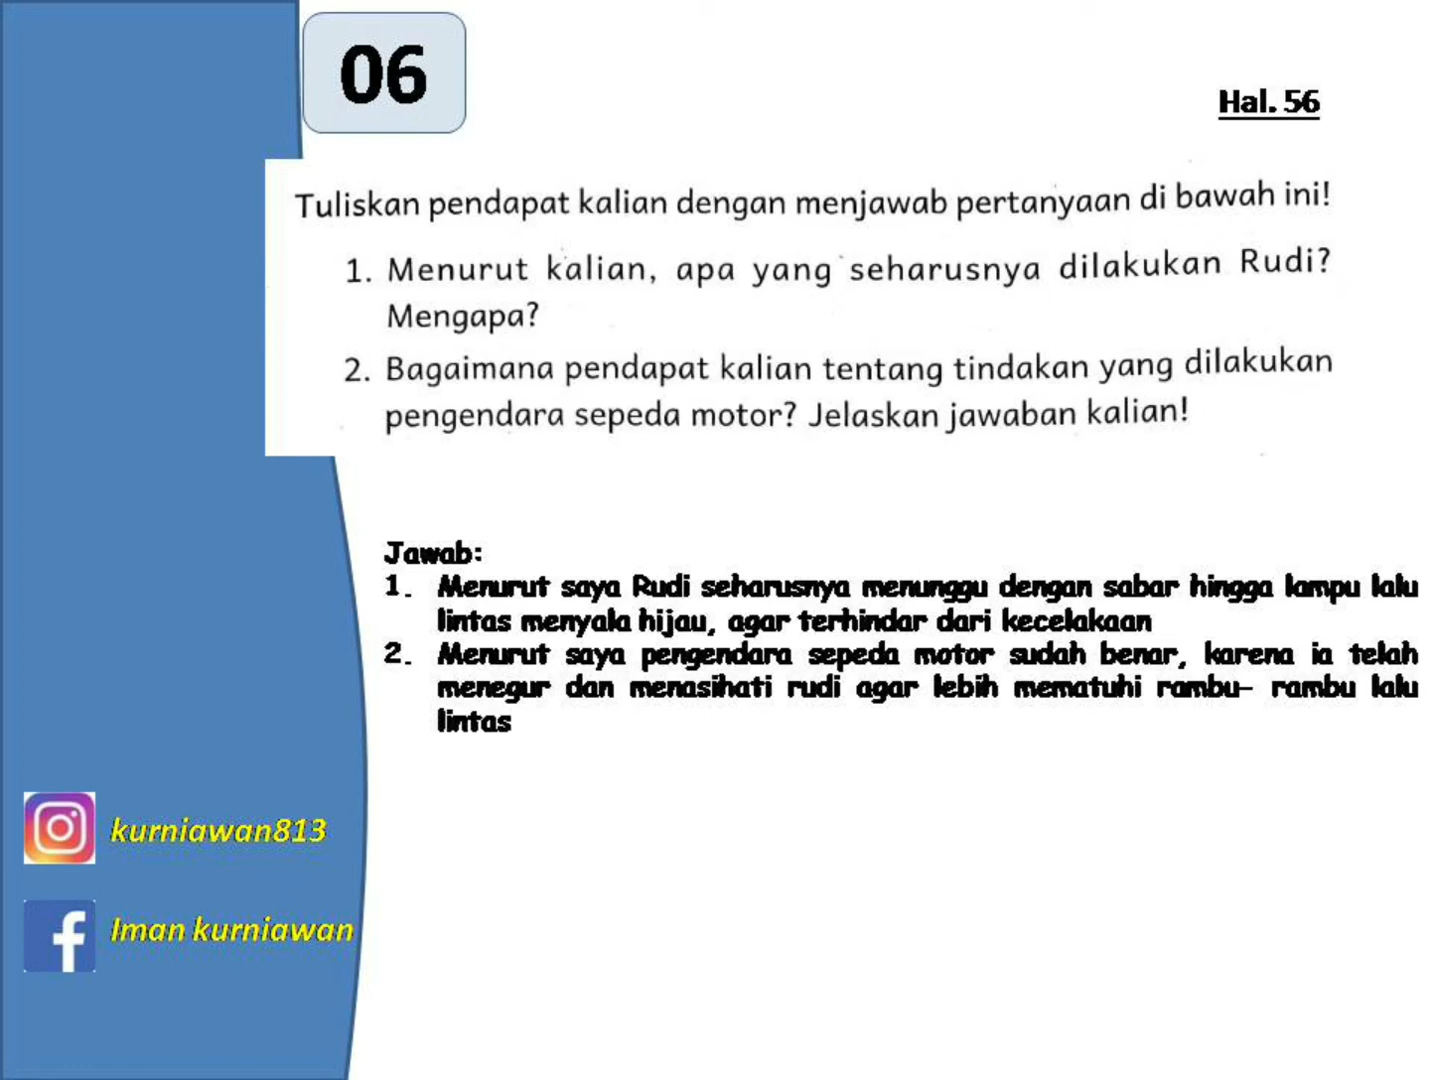 06
Hal. 56
Tuliskan pendapat kalian dengan menjawab pertanyaan di bawah ini!
1. Menurut kalian, apa yang seharusnya dilakukan Rudi?
Mengapa?
2. Bagaimana pendapat kalian tentang tindakan yang dilakukan
pengendara sepeda motor? Jelaskan jawaban kalian!
Jawab:
1. Menurut saya Rudi seharusnya menunggu dengan sabar hingga lampu lalu
lintas menyala hijau, agar terhindar dari kecelakaan
2. Menurut saya pengendara sepeda motor sudah benar, karena ia telah
menegur dan menasihati rudi agar lebih mematuhi rambu- rambu lalu
lintas
kurniawan813
Iman kurniawan